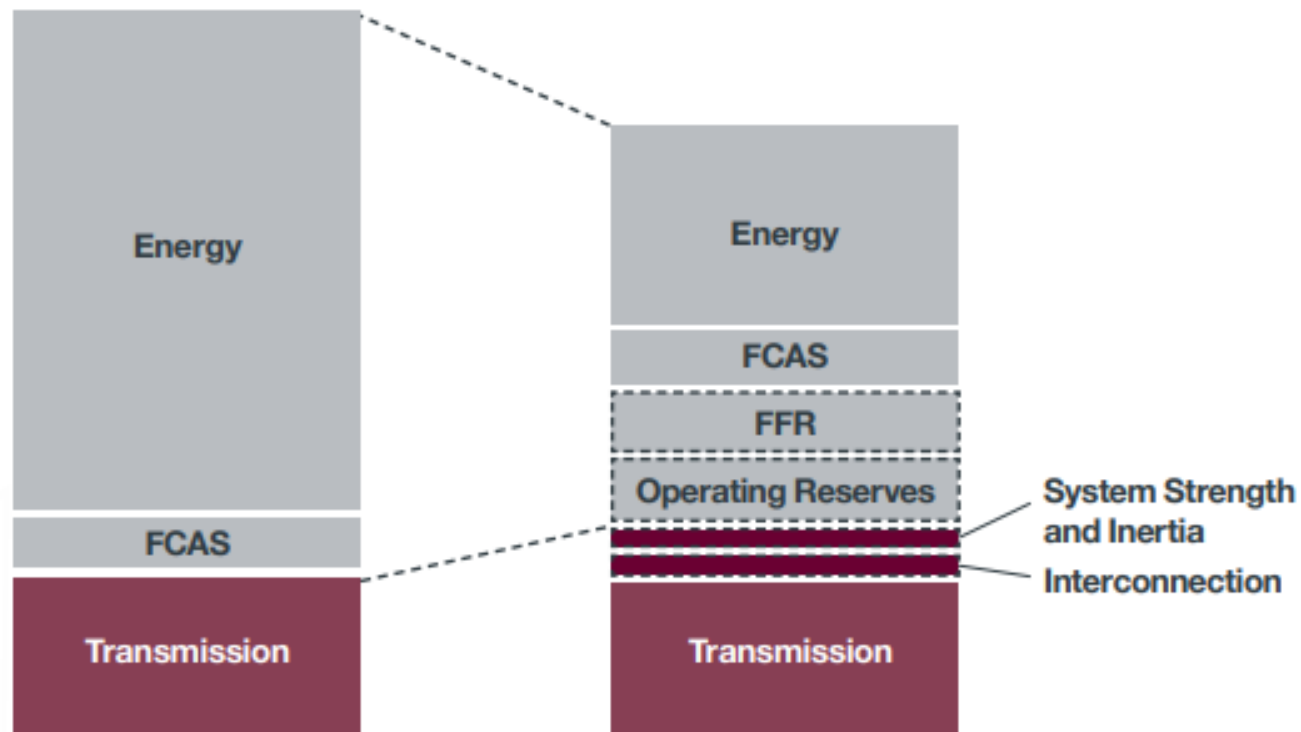 Energy
FCAS
Transmission
Energy
FCAS
FFR
Operating Reserves
Transmission
System Strength
and Inertia
Interconnection